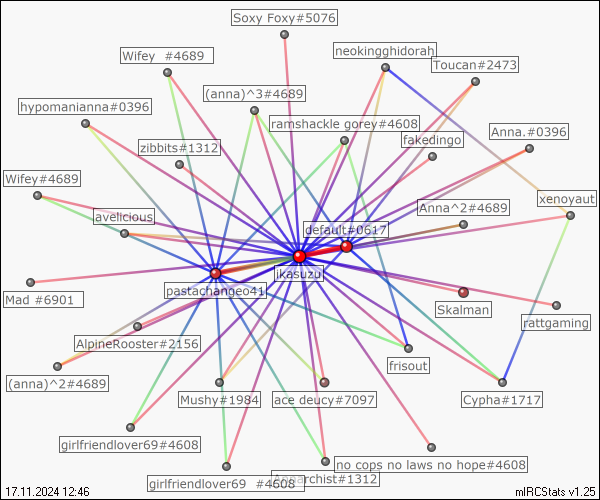 Soxy Foxy#5076
Wifey  #4689
neokingghidorah
Toucan#2473
(anna)^3#4689
hypomanianna#0396
ramshackle gorey#4608
Anna.#0396
zibbits#1312
fakedingo
Wifey#4689
xenoyaut
Anna^2#4689
avelicious
default#0617
jkasuzu
pastachangeo41
Mad #6901
Skalman
rattgaming
AlpineRooster#2156
frisout
(anna)^2#4689
Mushy#1984
ace deucy#7097
Cypha#1717
girlfriendlover69#4608
no cops no laws no hope#4608
girlfriendlover69  #4608
Annarchist#1312
17.11.2024 12:46
mIRCStats v1.25